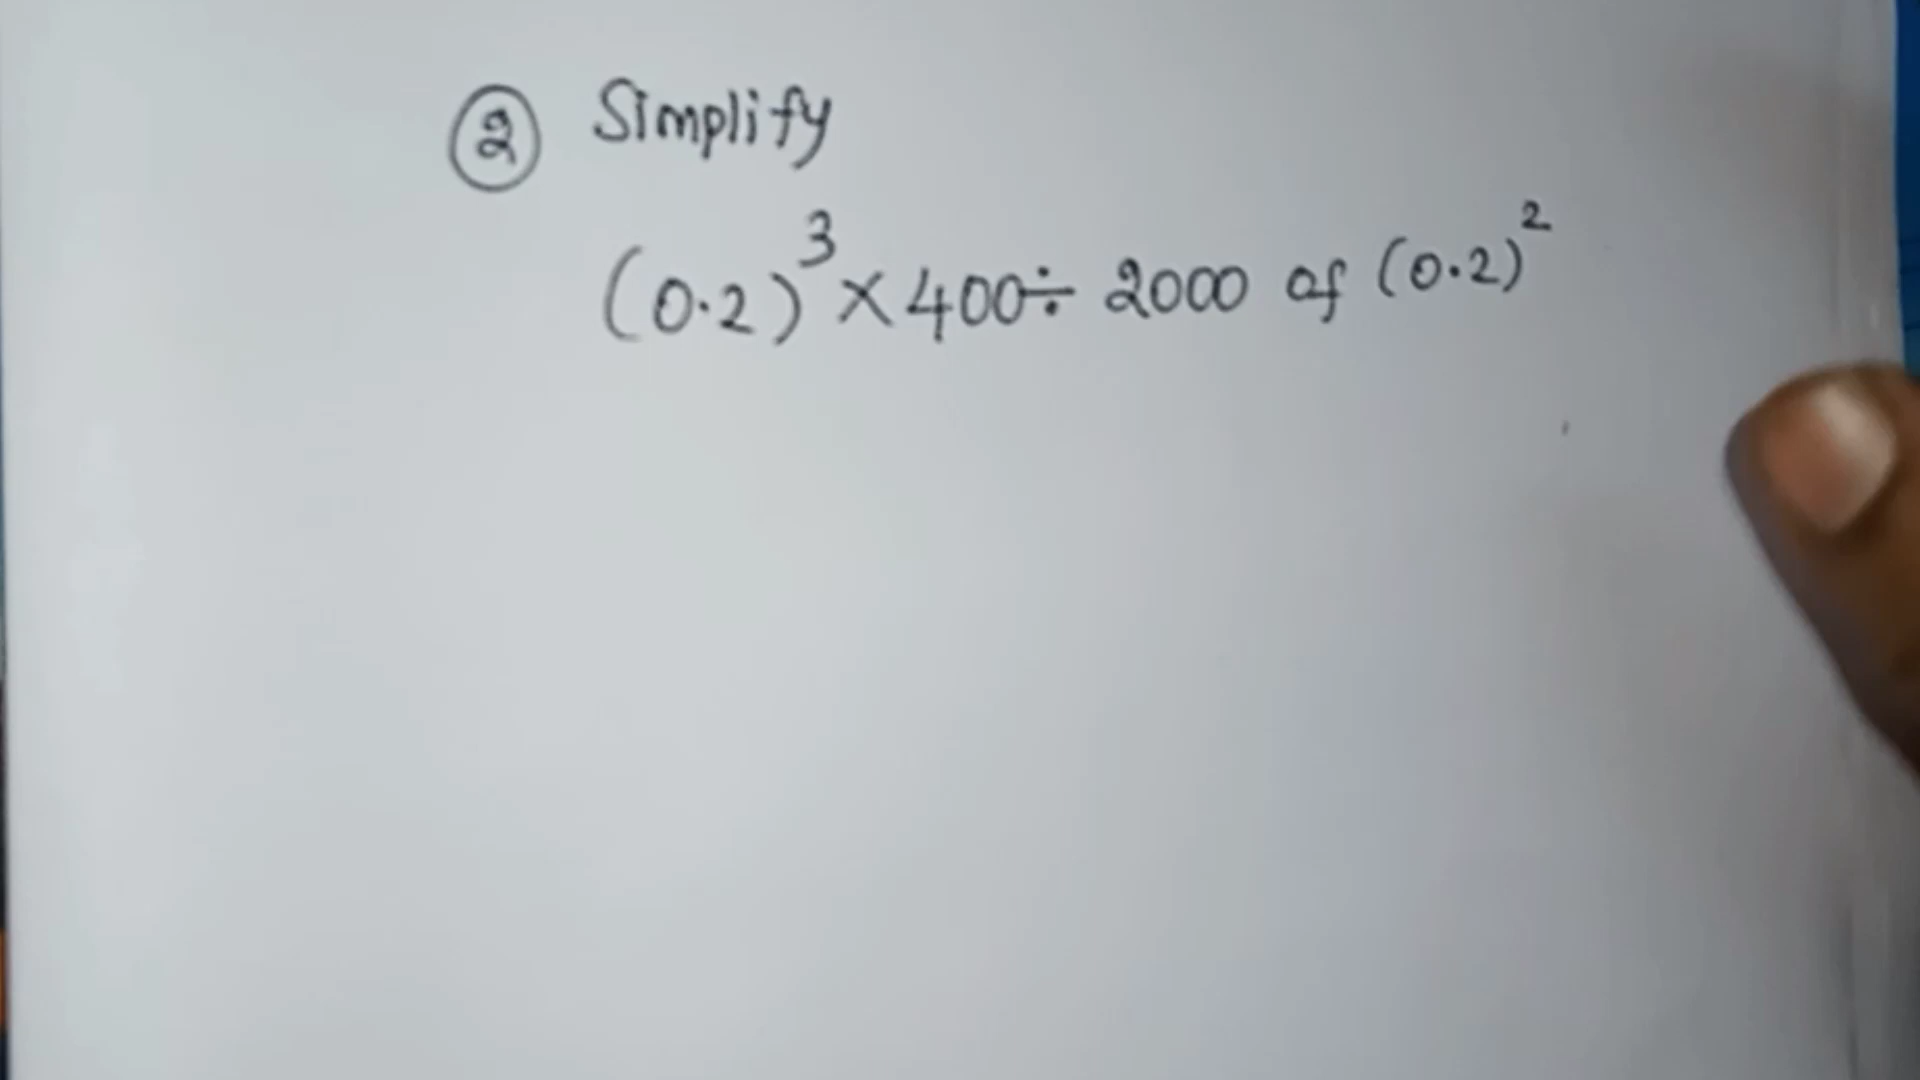 ② Simplify
(0.2)³ × 400 ÷ 2000 of (0.2)²